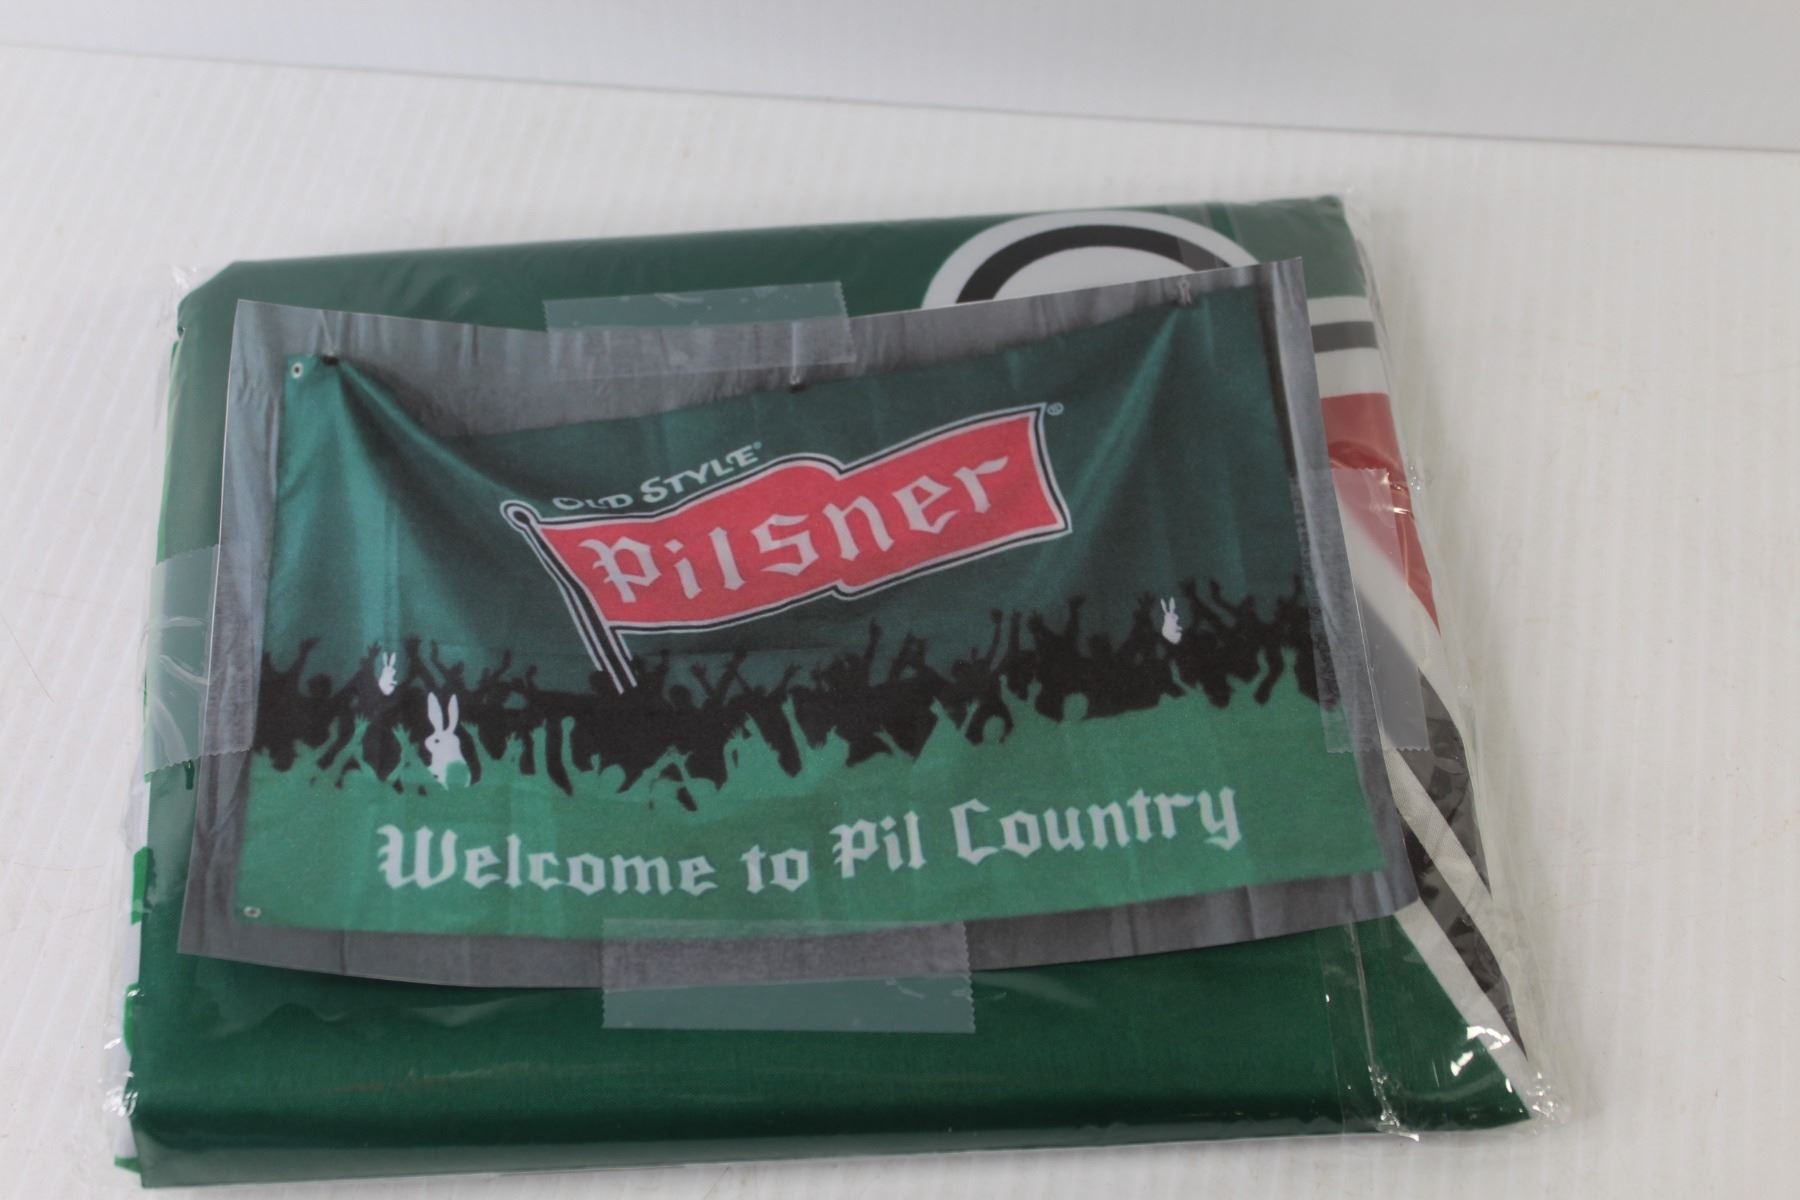 OLD STYLE®
Pilsner®
Welcome to Pil Country